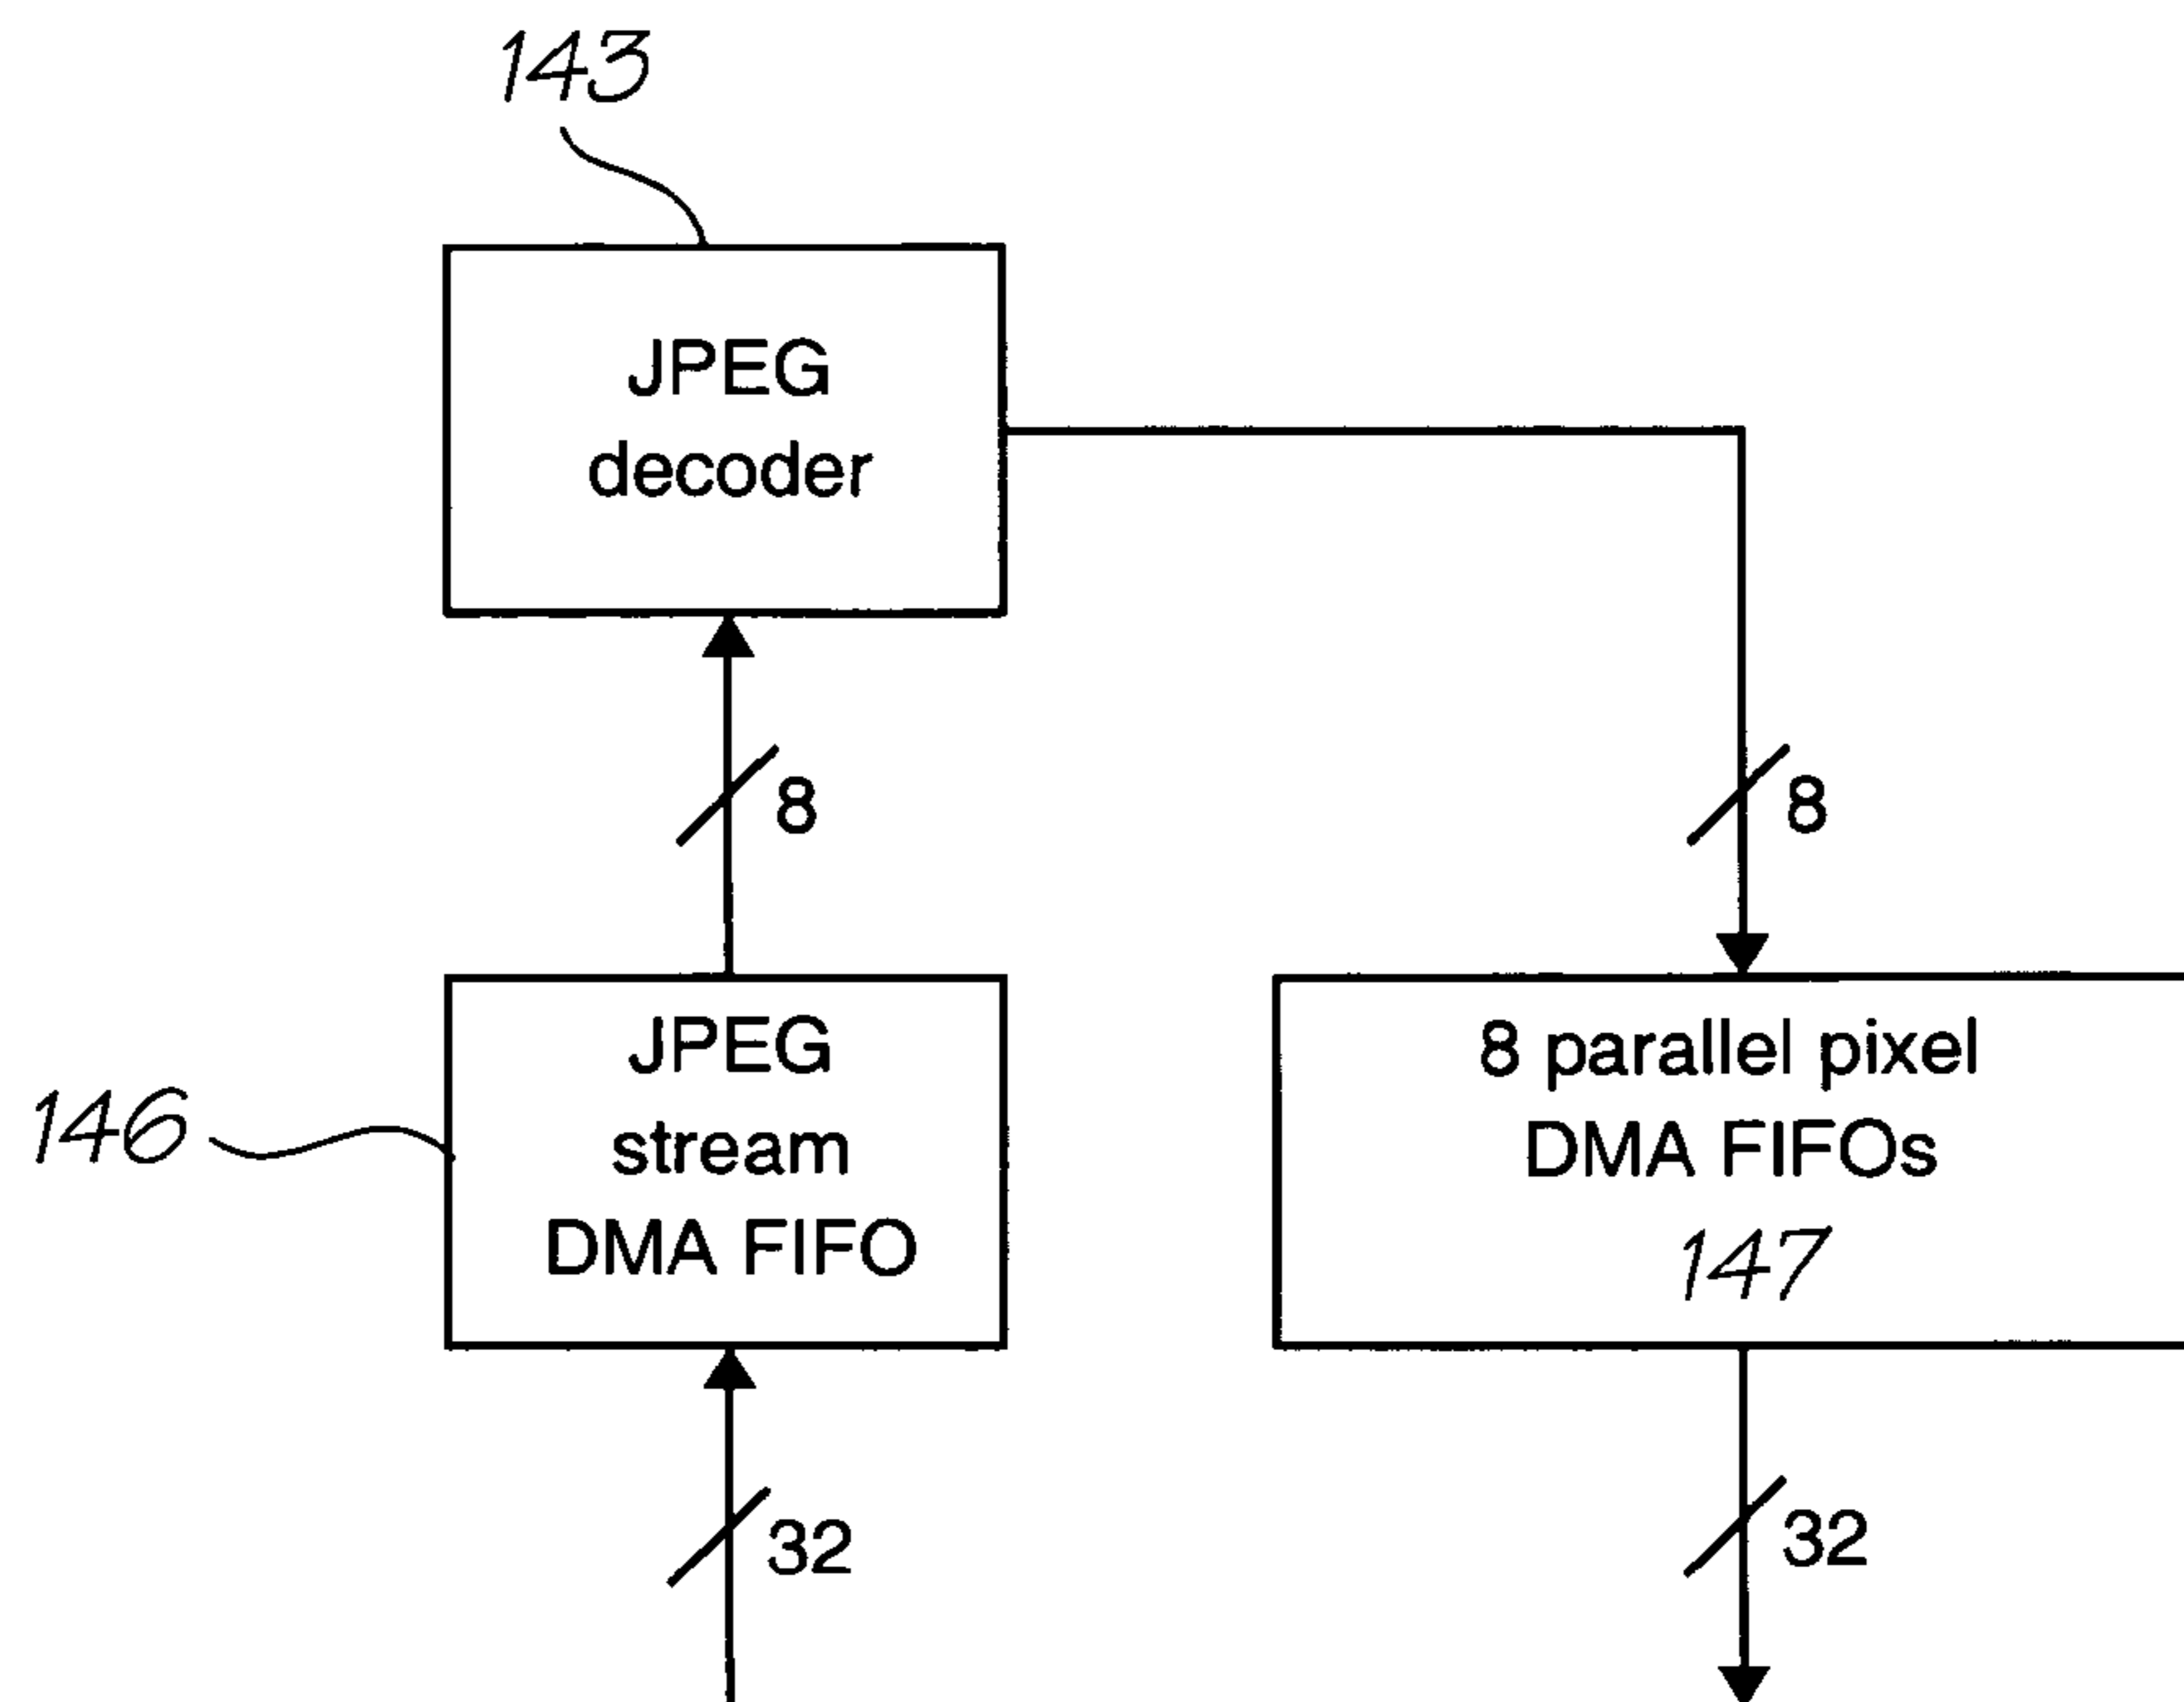 143
JPEG
decoder
8
8
146
JPEG
stream
DMA FIFO
8 parallel pixel
DMA FIFOs
147
32
32